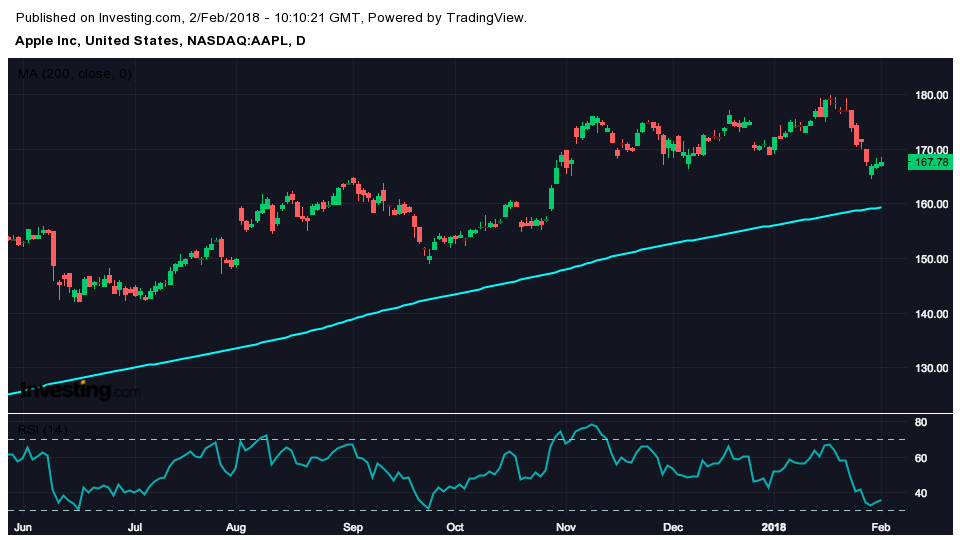 Published on Investing.com, 2/Feb/2018 - 10:10:21 GMT, Powered by TradingView.
Apple Inc, United States, NASDAQ:AAPL, D
MA (200, close, 0)
180.00
170.00
167.78
160.00
150.00
140.00
130.00
Investing.com
RSI (14)
80
60
40
Jun Jul Aug Sep Oct Nov Dec 2018 Feb